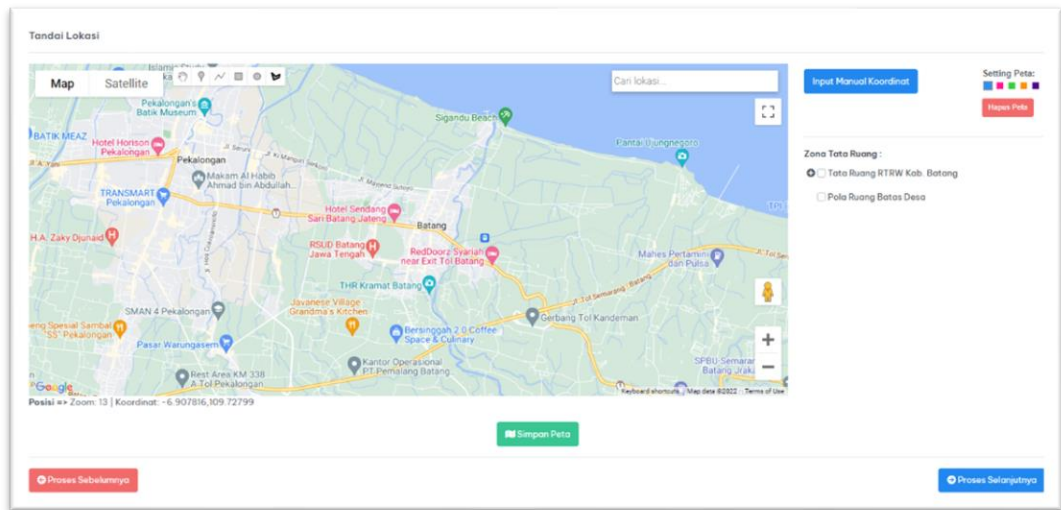 Tandai Lokasi
Map
Satellite
Cari lokasi...
Input Manual Koordinat
Setting Peta:
Hapus Peta
Zona Tata Ruang :
Tata Ruang RTRW Kab. Batang
Pola Ruang Batas Desa
Pekalongan's
Batik Museum
BATIK MEAZ
Hotel Horison
Pekalongan
Pekalongan
Makam Al Habib
Ahmad bin Abdullah...
TRANSMART
Pekalongan
H.A. Zaky Djunaid
Sigandu Beach
Pantai Ujungnegoro
Hotel Sendang
Sari Batang Jateng
Batang
RSUD Batang
Jawa Tengah
RedDoorz Syariah
near Exit Tol Batang
Mahes Pertamini
dan Pulsa
THR Kramat Batang
Javanese Village
Grandma's Kitchen
SMAN 4 Pekalongan
Gerbang Tol Kandeman
Spesial Sambal
"SS" Pekalongan
Pasar Warungasem
Bersinggah 2.0 Coffee
Space & Culinary
Rest Area KM 338
A Tol Pekalongan
Kantor Operasional
PT Pemalang Batang
SPBU Semarang
Google
Keyboard shortcuts
Map data ©2022
Terms of Use
Posisi => Zoom: 13 | Koordinat: -6.907816,109.72799
Simpan Peta
Proses Sebelumnya
Proses Selanjutnya